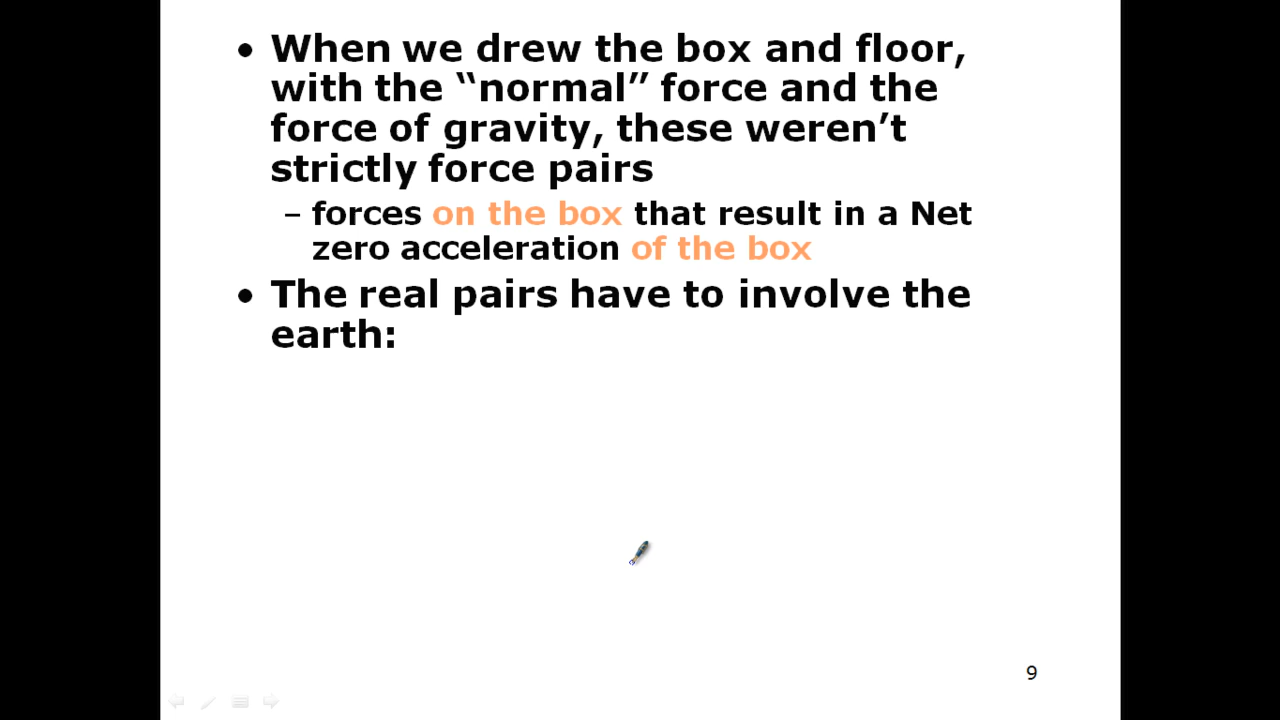 • When we drew the box and floor,
with the “normal” force and the
force of gravity, these weren’t
strictly force pairs
– forces on the box that result in a Net
zero acceleration of the box
• The real pairs have to involve the
earth:
9